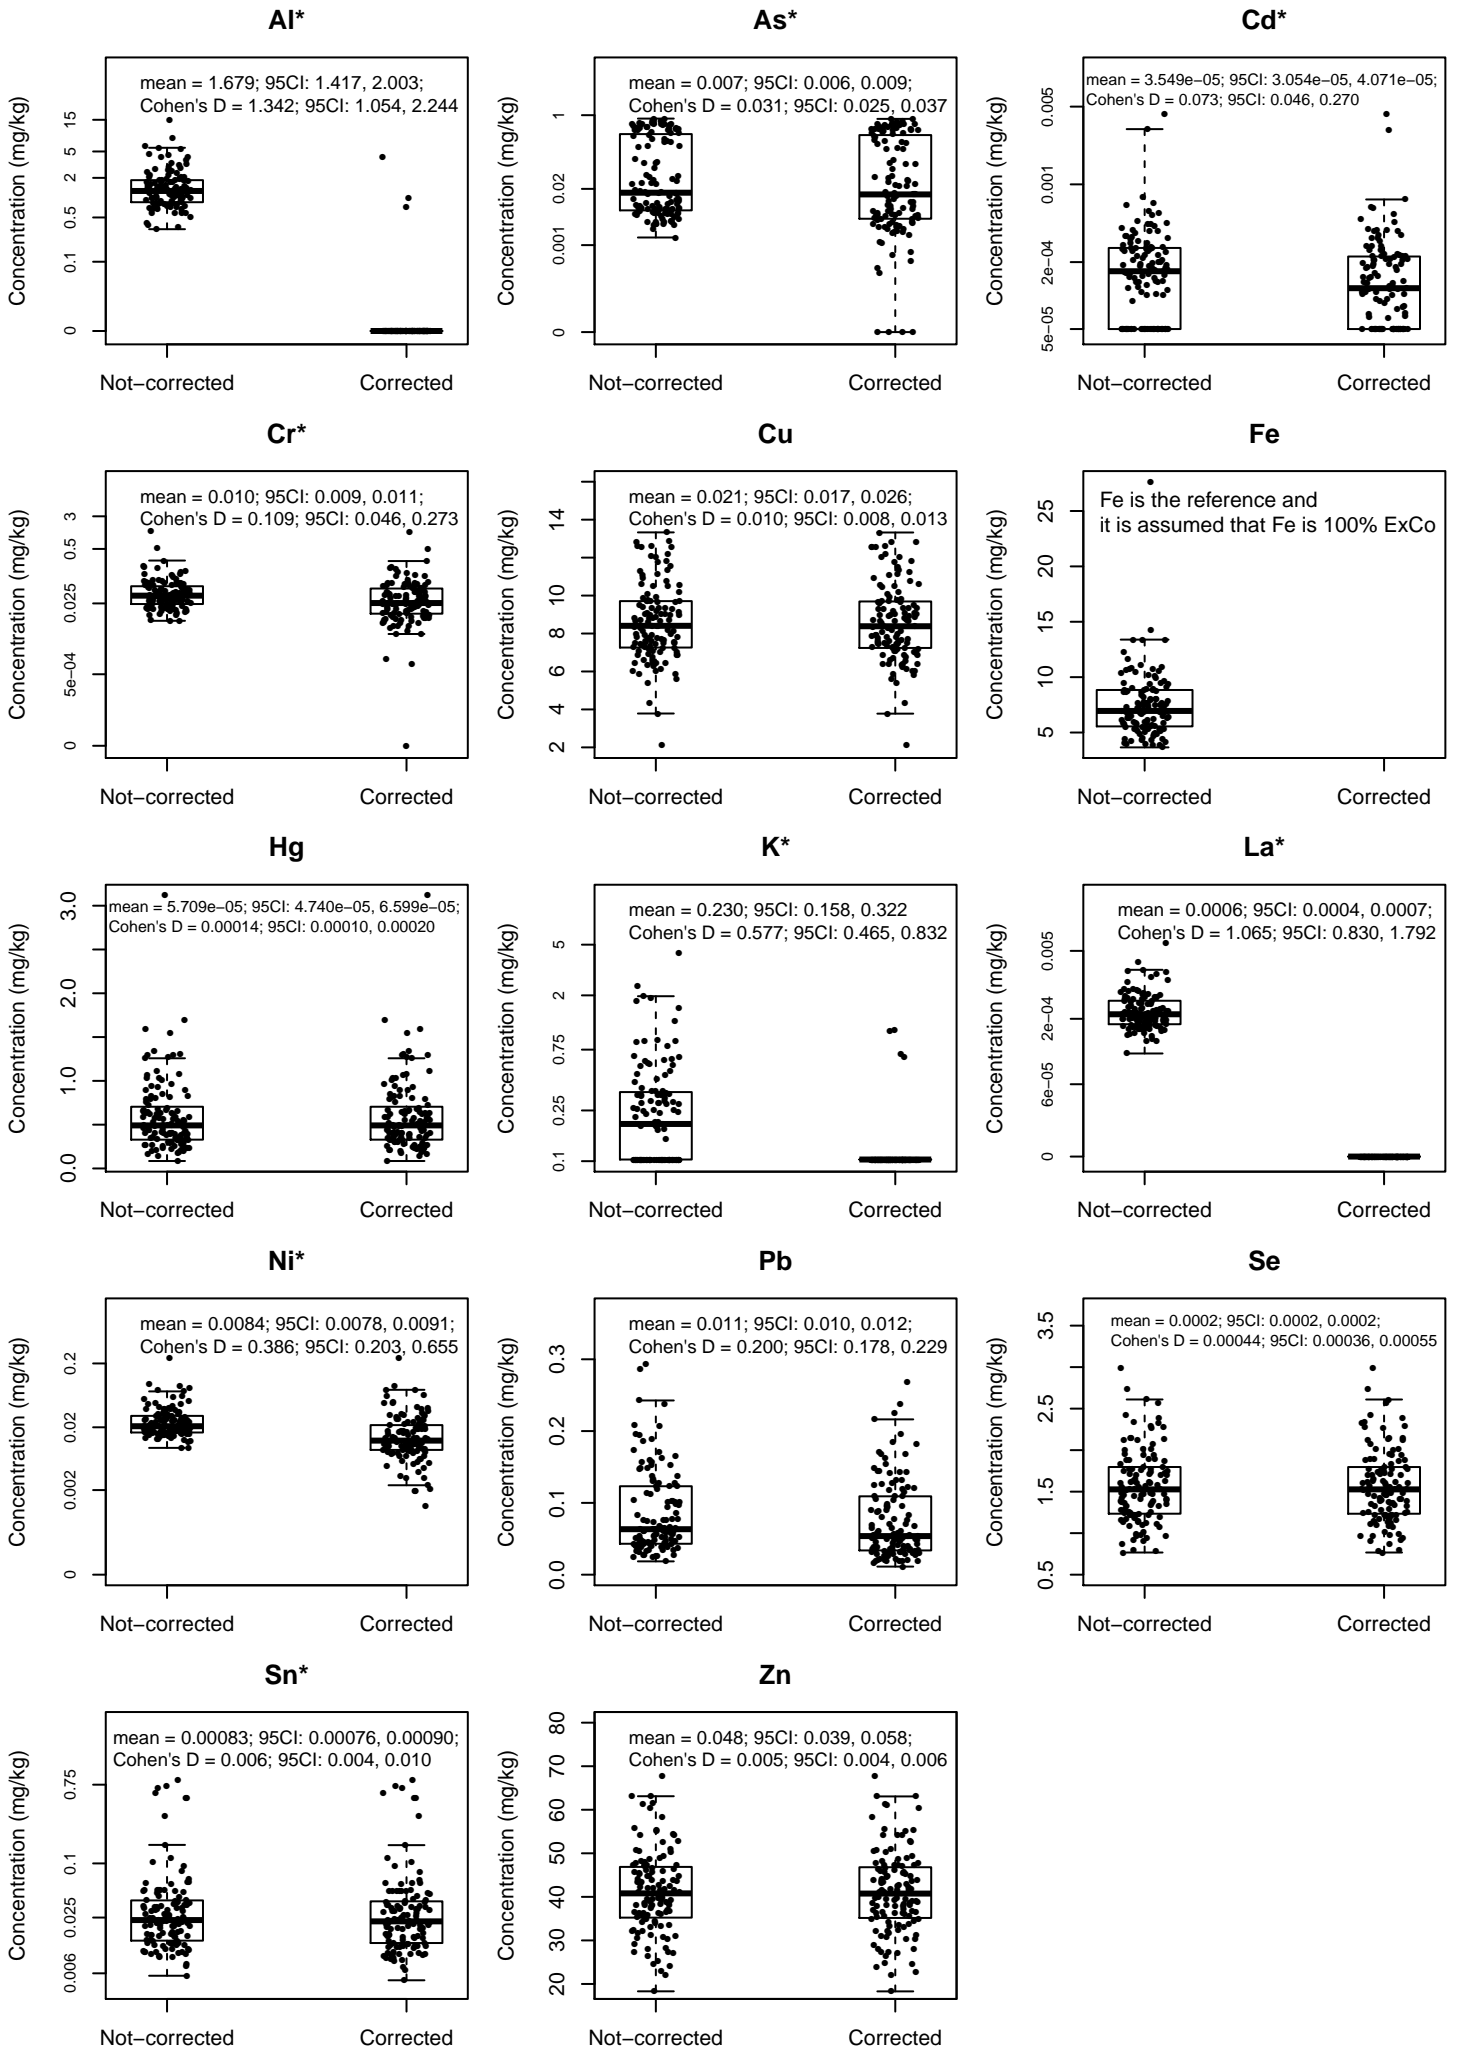 Al*
mean = 1.679; 95CI: 1.417, 2.003;
Cohen's D = 1.342; 95CI: 1.054, 2.244
Concentration (mg/kg)
15
5
2
0.5
0.1
0
Not−corrected
Corrected
As*
mean = 0.007; 95CI: 0.006, 0.009;
Cohen's D = 0.031; 95CI: 0.025, 0.037
Concentration (mg/kg)
1
0.02
0.001
0
Not−corrected
Corrected
Cd*
mean = 3.549e−05; 95CI: 3.054e−05, 4.071e−05;
Cohen's D = 0.073; 95CI: 0.046, 0.270
Concentration (mg/kg)
0.005
0.001
2e−04
5e−05
Not−corrected
Corrected
Cr*
mean = 0.010; 95CI: 0.009, 0.011;
Cohen's D = 0.109; 95CI: 0.046, 0.273
Concentration (mg/kg)
3
0.5
0.025
5e−04
0
Not−corrected
Corrected
Cu
mean = 0.021; 95CI: 0.017, 0.026;
Cohen's D = 0.010; 95CI: 0.008, 0.013
Concentration (mg/kg)
14
10
8
6
4
2
Not−corrected
Corrected
Fe
Fe is the reference and
it is assumed that Fe is 100% ExCo
Concentration (mg/kg)
25
20
15
10
5
Not−corrected
Corrected
Hg
mean = 5.709e−05; 95CI: 4.740e−05, 6.599e−05;
Cohen's D = 0.00014; 95CI: 0.00010, 0.00020
Concentration (mg/kg)
3.0
2.0
1.0
0.0
Not−corrected
Corrected
K*
mean = 0.230; 95CI: 0.158, 0.322
Cohen's D = 0.577; 95CI: 0.465, 0.832
Concentration (mg/kg)
5
2
0.75
0.25
0.1
Not−corrected
Corrected
La*
mean = 0.0006; 95CI: 0.0004, 0.0007;
Cohen's D = 1.065; 95CI: 0.830, 1.792
Concentration (mg/kg)
0.005
2e−04
6e−05
0
Not−corrected
Corrected
Ni*
mean = 0.0084; 95CI: 0.0078, 0.0091;
Cohen's D = 0.386; 95CI: 0.203, 0.655
Concentration (mg/kg)
0.2
0.02
0.002
0
Not−corrected
Corrected
Pb
mean = 0.011; 95CI: 0.010, 0.012;
Cohen's D = 0.200; 95CI: 0.178, 0.229
Concentration (mg/kg)
0.3
0.2
0.1
0.0
Not−corrected
Corrected
Se
mean = 0.0002; 95CI: 0.0002, 0.0002;
Cohen's D = 0.00044; 95CI: 0.00036, 0.00055
Concentration (mg/kg)
3.5
2.5
1.5
0.5
Not−corrected
Corrected
Sn*
mean = 0.00083; 95CI: 0.00076, 0.00090;
Cohen's D = 0.006; 95CI: 0.004, 0.010
Concentration (mg/kg)
0.75
0.1
0.025
0.006
Not−corrected
Corrected
Zn
mean = 0.048; 95CI: 0.039, 0.058;
Cohen's D = 0.005; 95CI: 0.004, 0.006
Concentration (mg/kg)
80
70
60
50
40
30
20
Not−corrected
Corrected